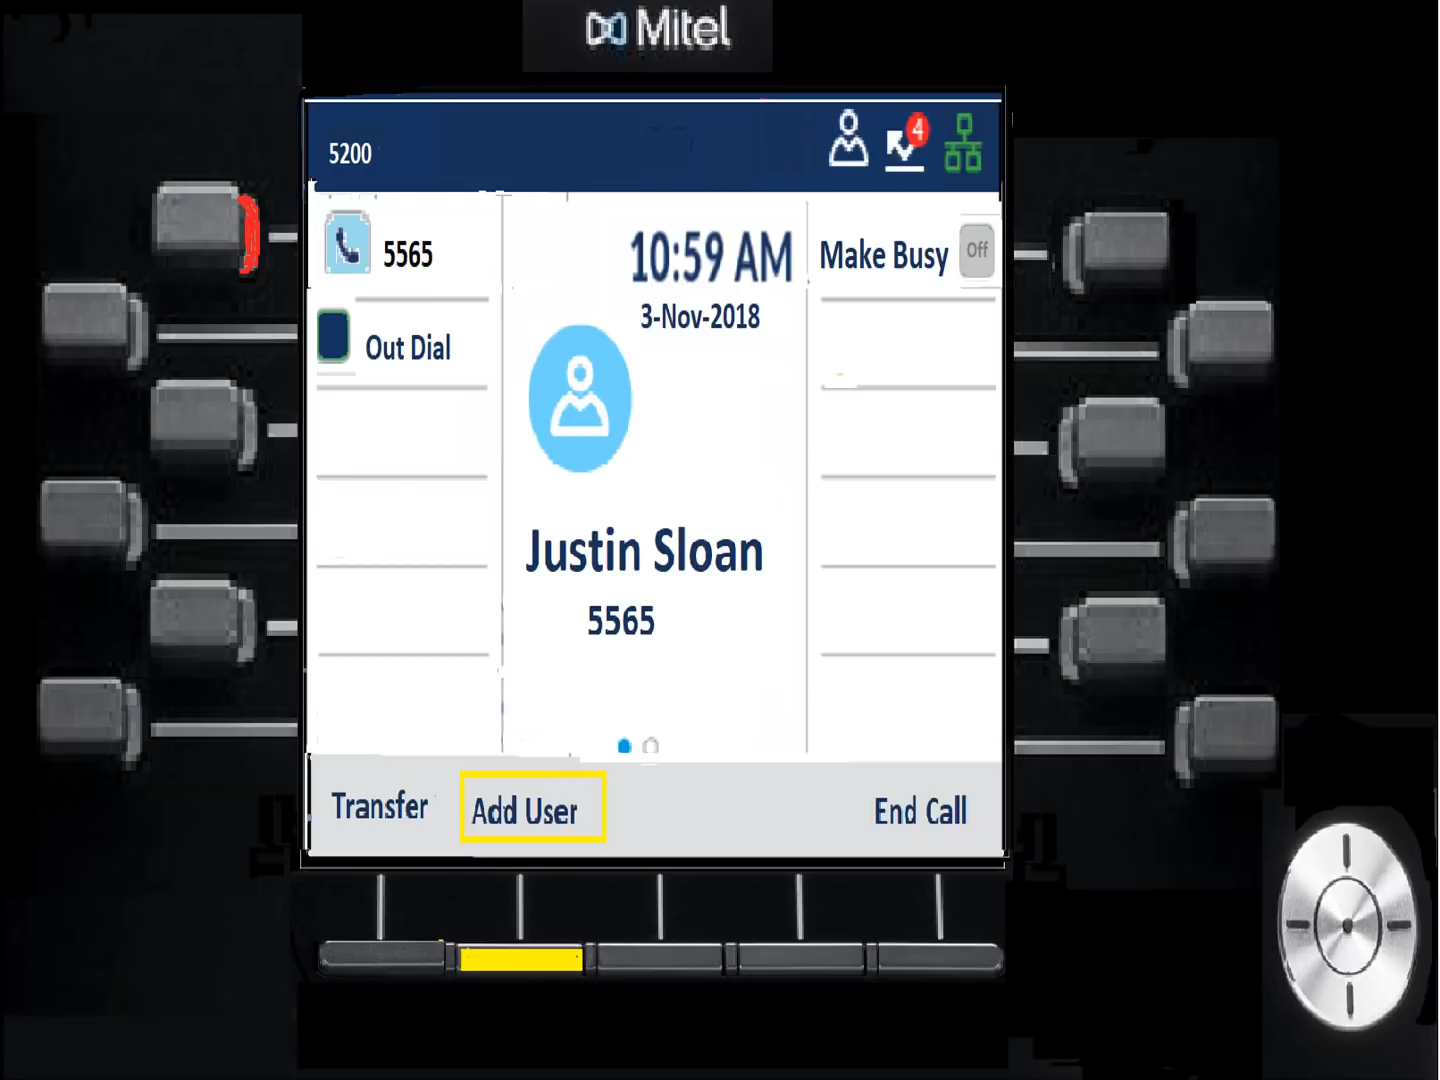 Mitel
5200
4
5565
10:59 AM
Make Busy
Off
3-Nov-2018
Out Dial
Justin Sloan
5565
Transfer
Add User
End Call